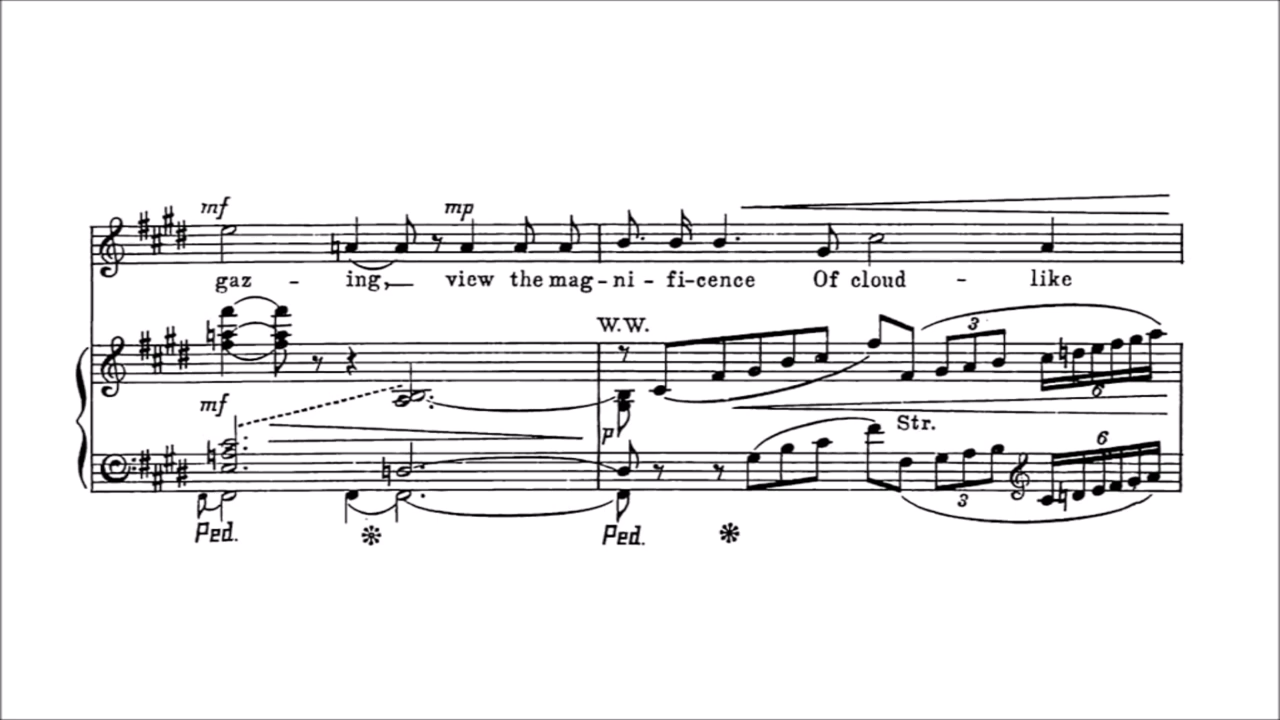 mf mp
gaz - ing, view the mag - ni - fi - cence Of cloud - like
W.W.
3
mf
6
p
Str.
6
3
Ped. Ped.